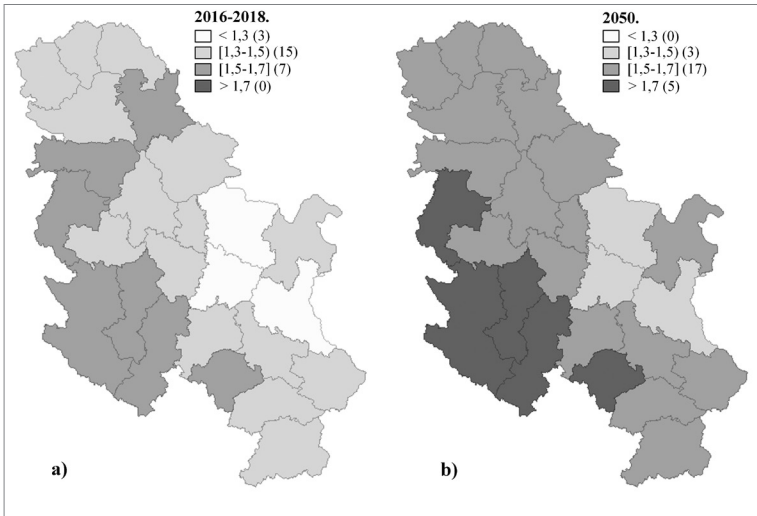 2016-2018.
< 1,3 (3)
[1,3-1,5) (15)
[1,5-1,7] (7)
> 1,7 (0)
a)
2050.
< 1,3 (0)
[1,3-1,5) (3)
[1,5-1,7] (17)
> 1,7 (5)
b)